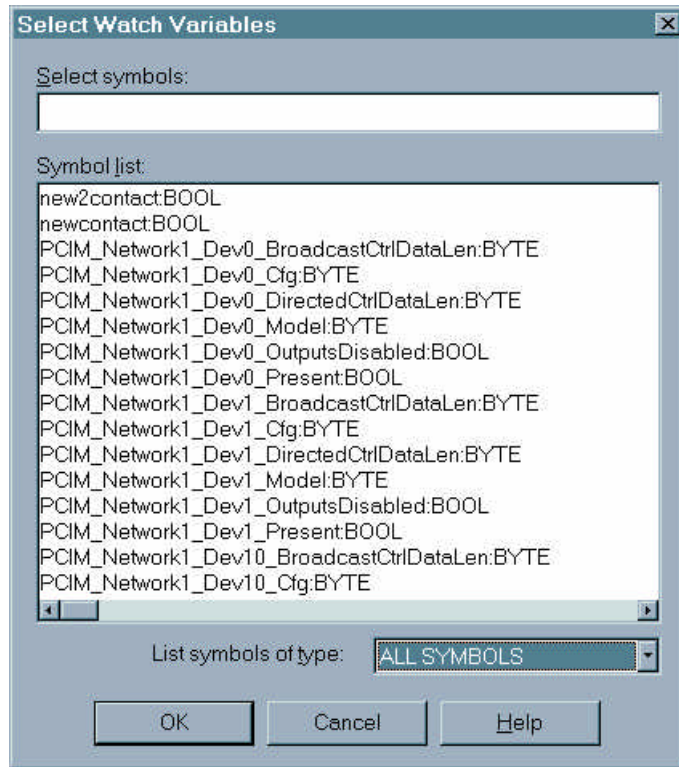 Select Watch Variables
Select symbols:
Symbol list:
new2contact:BOOL
newcontact:BOOL
PCIM_Network1_Dev0_BroadcastCtrlDataLen:BYTE
PCIM_Network1_Dev0_Cfg:BYTE
PCIM_Network1_Dev0_DirectedCtrlDataLen:BYTE
PCIM_Network1_Dev0_Model:BYTE
PCIM_Network1_Dev0_OutputsDisabled:BOOL
PCIM_Network1_Dev0_Present:BOOL
PCIM_Network1_Dev1_BroadcastCtrlDataLen:BYTE
PCIM_Network1_Dev1_Cfg:BYTE
PCIM_Network1_Dev1_DirectedCtrlDataLen:BYTE
PCIM_Network1_Dev1_Model:BYTE
PCIM_Network1_Dev1_OutputsDisabled:BOOL
PCIM_Network1_Dev1_Present:BOOL
PCIM_Network1_Dev10_BroadcastCtrlDataLen:BYTE
PCIM_Network1_Dev10_Cfg:BYTE
List symbols of type: ALL SYMBOLS
OK Cancel Help